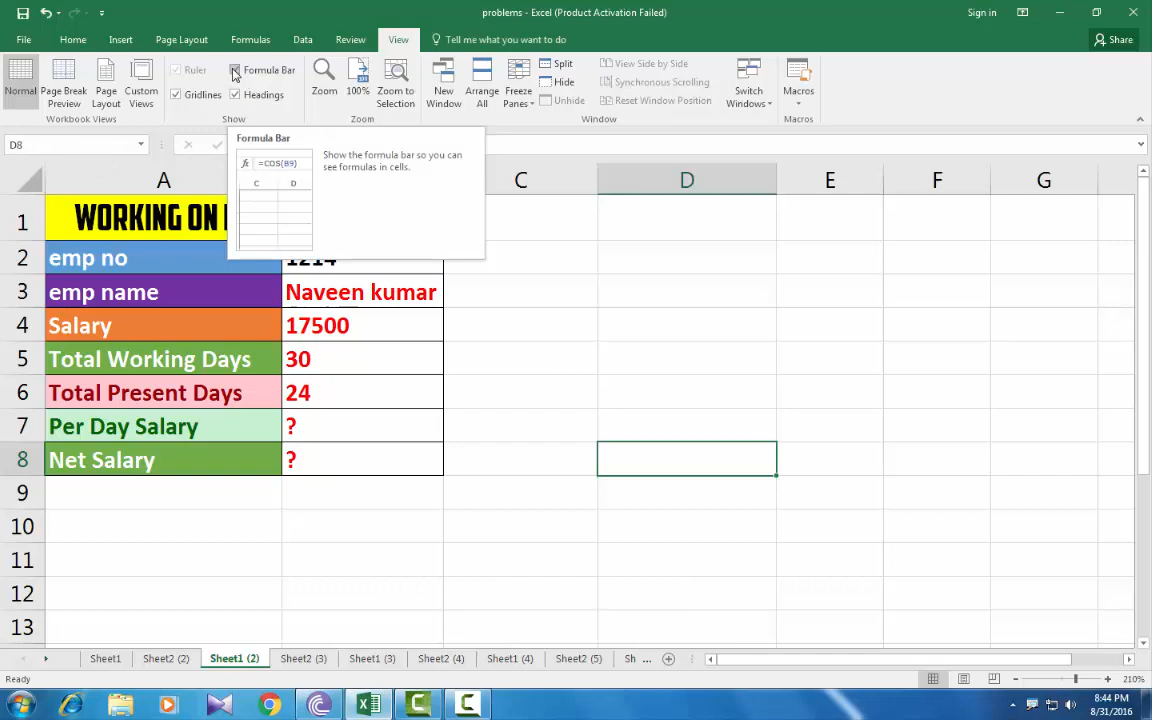 problems - Excel (Product Activation Failed)
Sign in
File Home Insert Page Layout Formulas Data Review View Tell me what you want to do
Share
Normal
Page Break Preview
Page Layout
Custom Views
Workbook Views
Ruler
Formula Bar
Gridlines
Headings
Show
Zoom
100%
Zoom to Selection
Zoom
New Window
Arrange All
Freeze Panes
Split
Hide
Unhide
View Side by Side
Synchronous Scrolling
Reset Window Position
Window
Switch Windows
Macros
Macros
D8
Formula Bar
fx =COS(B9)
C D
Show the formula bar so you can
see formulas in cells.
A C D E F G
1 WORKING ON
2 emp no 1214
3 emp name Naveen kumar
4 Salary 17500
5 Total Working Days 30
6 Total Present Days 24
7 Per Day Salary ?
8 Net Salary ?
9
10
11
12
13
Sheet1 Sheet2 (2) Sheet1 (2) Sheet2 (3) Sheet1 (3) Sheet2 (4) Sheet1 (4) Sheet2 (5) Sh ...
Ready
210%
8:44 PM
8/31/2016